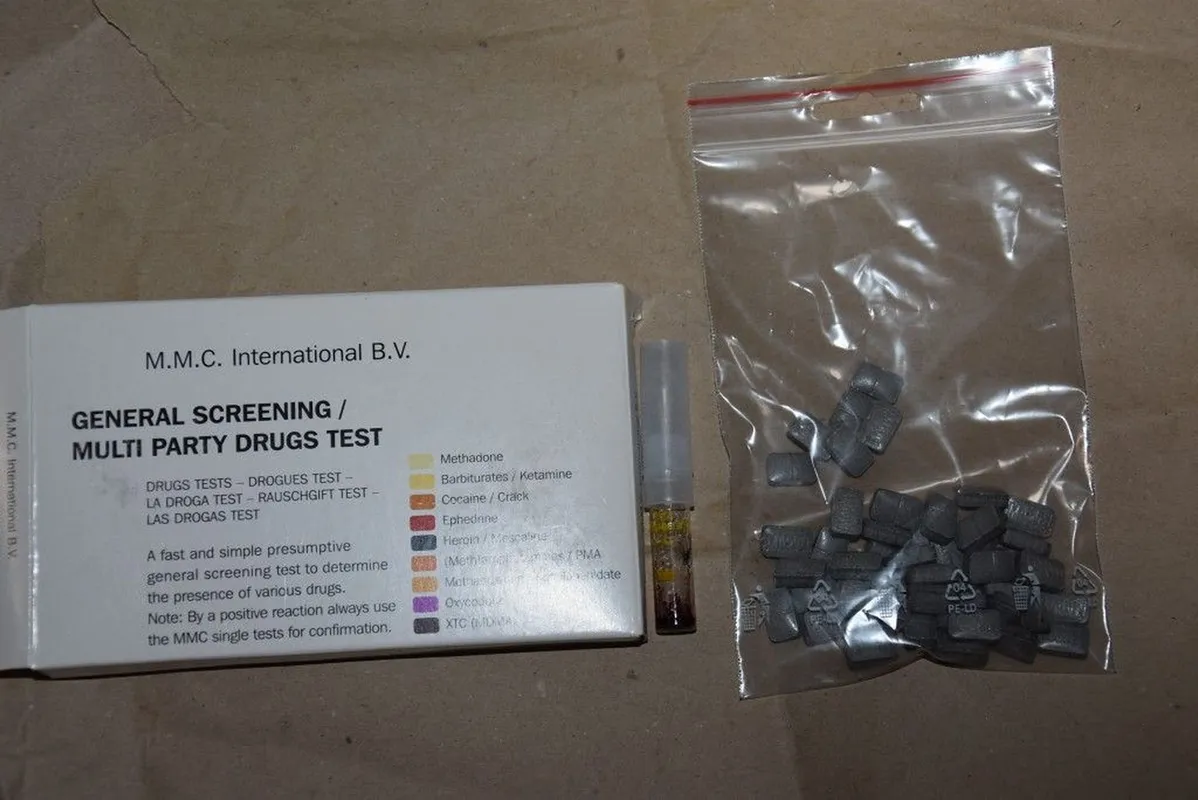 M.M.C. International B.V.
M.M.C. International B.V.
GENERAL SCREENING /
MULTI PARTY DRUGS TEST
DRUGS TESTS – DROGUES TEST –
LA DROGA TEST – RAUSCHGIFT TEST –
LAS DROGAS TEST
A fast and simple presumptive
general screening test to determine
the presence of various drugs.
Note: By a positive reaction always use
the MMC single tests for confirmation.
Methadone
Barbiturates / Ketamine
Cocaine / Crack
Ephedrine
Heroin / Mescaline
/ PMA
Oxycodone
XTC (MDMA)
04
PE-LD